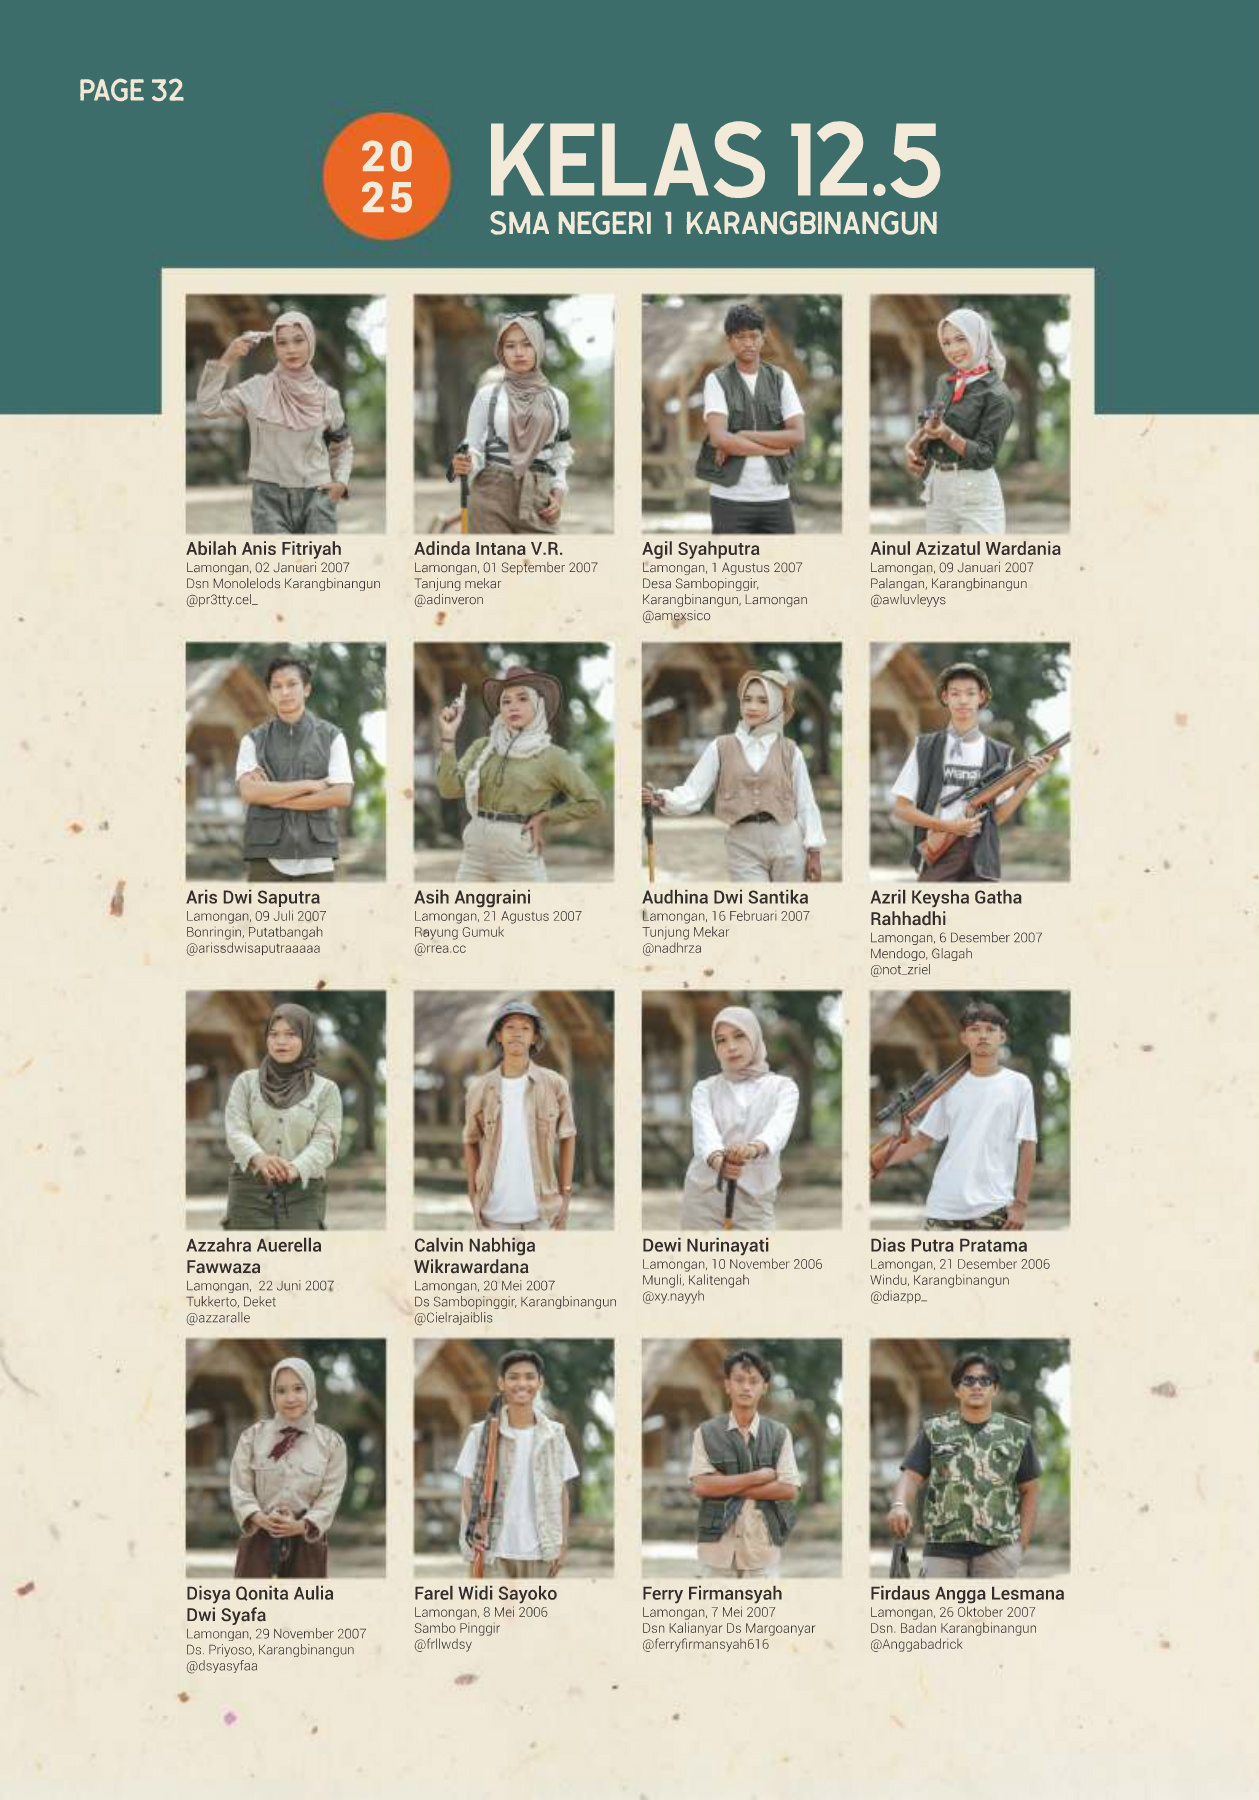 PAGE 32
20
25
KELAS 12.5
SMA NEGERI 1 KARANGBINANGUN
Abilah Anis Fitriyah
Lamongan, 02 Januari 2007
Dsn Monolelods Karangbinangun
@pr3tty.cel_
Adinda Intana V.R.
Lamongan, 01 September 2007
Tanjung mekar
@adinveron
Agil Syahputra
Lamongan, 1 Agustus 2007
Desa Sambopinggir,
Karangbinangun, Lamongan
@amexsico
Ainul Azizatul Wardania
Lamongan, 09 Januari 2007
Palangan, Karangbinangun
@awluvleyys
Aris Dwi Saputra
Lamongan, 09 Juli 2007
Bonringin, Putatbangah
@arissdwisaputraaaaa
Asih Anggraini
Lamongan, 21 Agustus 2007
Rayung Gumuk
@rrea.cc
Audhina Dwi Santika
Lamongan, 16 Februari 2007
Tunjung Mekar
@nadhrza
Azril Keysha Gatha
Rahhadhi
Lamongan, 6 Desember 2007
Mendogo, Glagah
@not_zriel
Azzahra Auerella
Fawwaza
Lamongan,  22 Juni 2007
Tukkerto, Deket
@azzaralle
Calvin Nabhiga
Wikrawardana
Lamongan, 20 Mei 2007
Ds Sambopinggir, Karangbinangun
@Cielrajaiblis
Dewi Nurinayati
Lamongan, 10 November 2006
Mungli, Kalitengah
@xy.nayyh
Dias Putra Pratama
Lamongan, 21 Desember 2006
Windu, Karangbinangun
@diazpp_
Disya Qonita Aulia
Dwi Syafa
Lamongan, 29 November 2007
Ds. Priyoso, Karangbinangun
@dsyasyfaa
Farel Widi Sayoko
Lamongan, 8 Mei 2006
Sambo Pinggir
@frllwdsy
Ferry Firmansyah
Lamongan, 7 Mei 2007
Dsn Kalianyar Ds Margoanyar
@ferryfirmansyah616
Firdaus Angga Lesmana
Lamongan, 26 Oktober 2007
Dsn. Badan Karangbinangun
@Anggabadrick